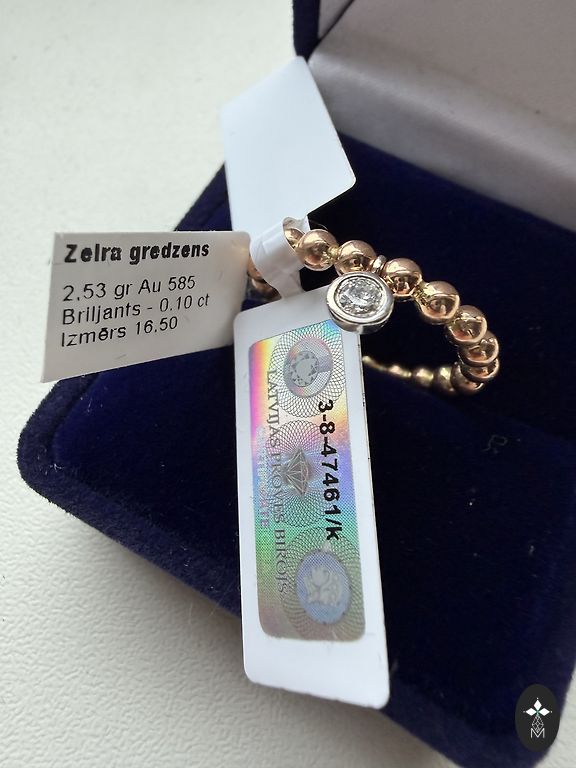 Zelra gredzens
2,53 gr Au 585
Briljants - 0,10 ct
Izmērs 16,50
3-8-47461/k
LATVIJAS PROVES BIROJS
M